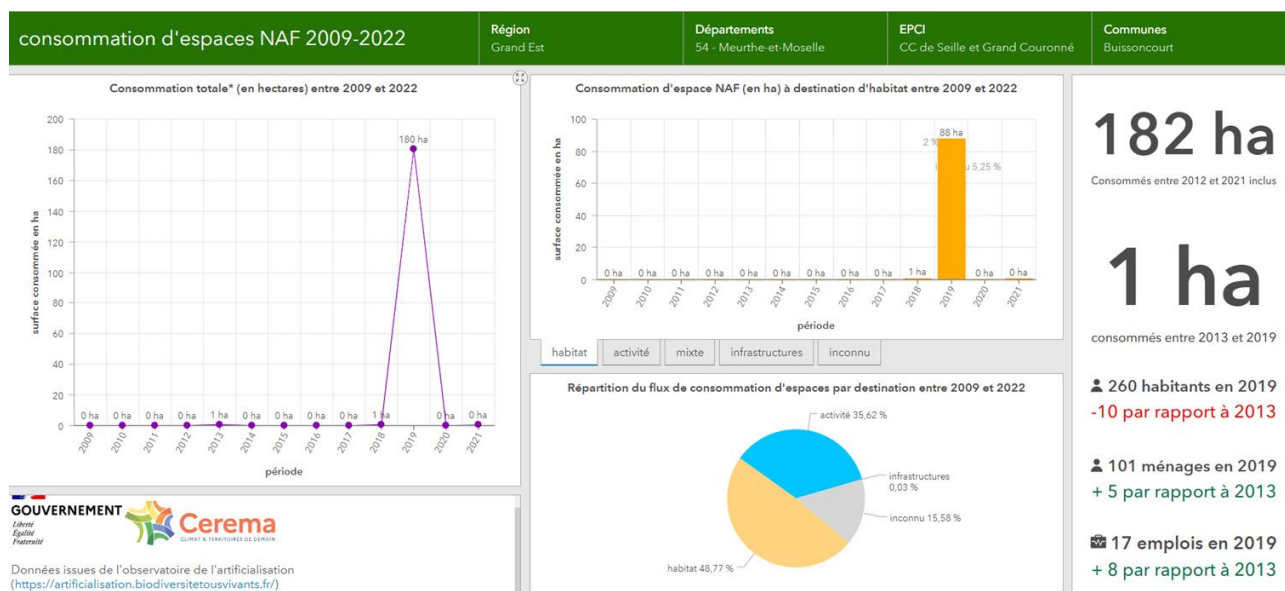 consommation d'espaces NAF 2009-2022
Région
Grand Est
Départements
54 - Meurthe-et-Moselle
EPCI
CC de Seille et Grand Couronné
Communes
Buissoncourt
Consommation totale* (en hectares) entre 2009 et 2022
surface consommée en ha
200
180
160
140
120
100
80
60
40
20
0
0 ha 0 ha 0 ha 0 ha 1 ha 0 ha 0 ha 0 ha 0 ha 1 ha 180 ha 0 ha 0 ha
2009 2010 2011 2012 2013 2014 2015 2016 2017 2018 2019 2020 2021
période
Consommation d'espace NAF (en ha) à destination d'habitat entre 2009 et 2022
surface consommée en ha
100
80
60
40
20
0
0 ha 0 ha 0 ha 0 ha 0 ha 0 ha 0 ha 0 ha 0 ha 1 ha 88 ha 0 ha 0 ha
2 %
u 5,25 %
2009 2010 2011 2012 2013 2014 2015 2016 2017 2018 2019 2020 2021
période
habitat activité mixte infrastructures inconnu
Répartition du flux de consommation d'espaces par destination entre 2009 et 2022
activité 35,62 %
infrastructures
0,03 %
inconnu 15,58 %
habitat 48,77 %
182 ha
Consommés entre 2012 et 2021 inclus
1 ha
consommés entre 2013 et 2019
260 habitants en 2019
-10 par rapport à 2013
101 ménages en 2019
+ 5 par rapport à 2013
17 emplois en 2019
+ 8 par rapport à 2013
GOUVERNEMENT
Liberté
Égalité
Fraternité
Cerema
CLIMAT & TERRITOIRES DE DEMAIN
Données issues de l'observatoire de l'artificialisation
(https://artificialisation.biodiversitetousvivants.fr/)